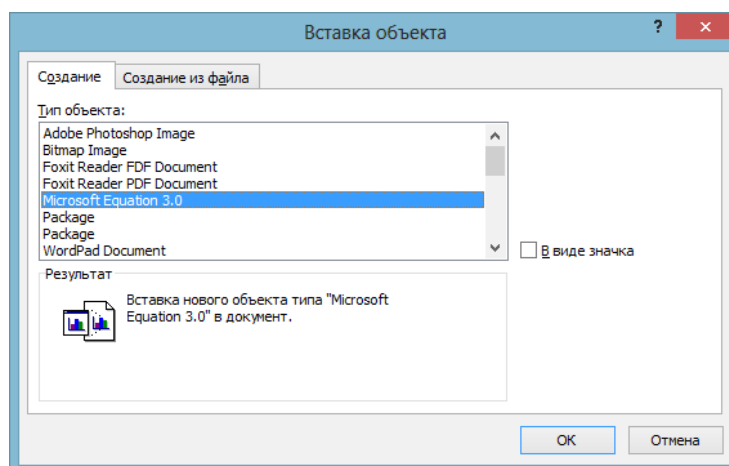 Вставка объекта
?
×
Создание
Создание из файла
Тип объекта:
Adobe Photoshop Image
Bitmap Image
Foxit Reader FDF Document
Foxit Reader PDF Document
Microsoft Equation 3.0
Package
Package
WordPad Document
В виде значка
Результат
Вставка нового объекта типа "Microsoft
Equation 3.0" в документ.
ОК
Отмена